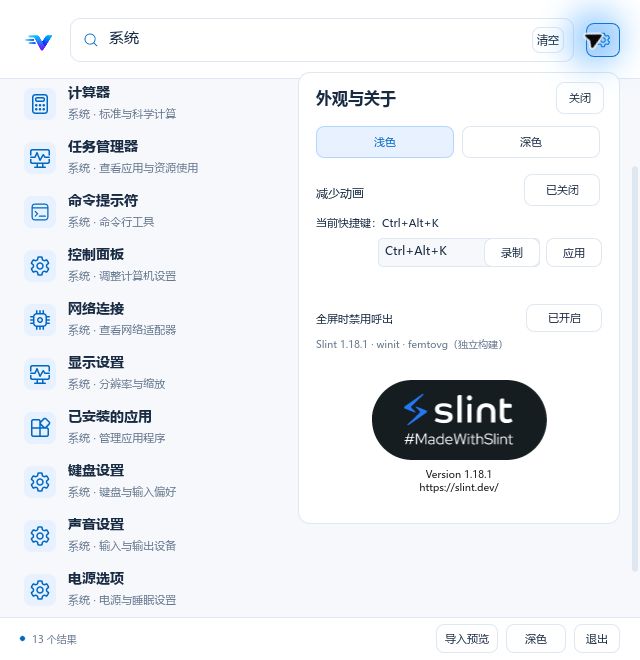 系统
清空
计算器
系统 · 标准与科学计算
任务管理器
系统 · 查看应用与资源使用
命令提示符
系统 · 命令行工具
控制面板
系统 · 调整计算机设置
网络连接
系统 · 查看网络适配器
显示设置
系统 · 分辨率与缩放
已安装的应用
系统 · 管理应用程序
键盘设置
系统 · 键盘与输入偏好
声音设置
系统 · 输入与输出设备
电源选项
系统 · 电源与睡眠设置
外观与关于
关闭
浅色
深色
减少动画
已关闭
当前快捷键：Ctrl+Alt+K
Ctrl+Alt+K
录制
应用
全屏时禁用呼出
已开启
Slint 1.18.1 · winit · femtovg（独立构建）
slint
#MadeWithSlint
Version 1.18.1
https://slint.dev/
13 个结果
导入预览
深色
退出